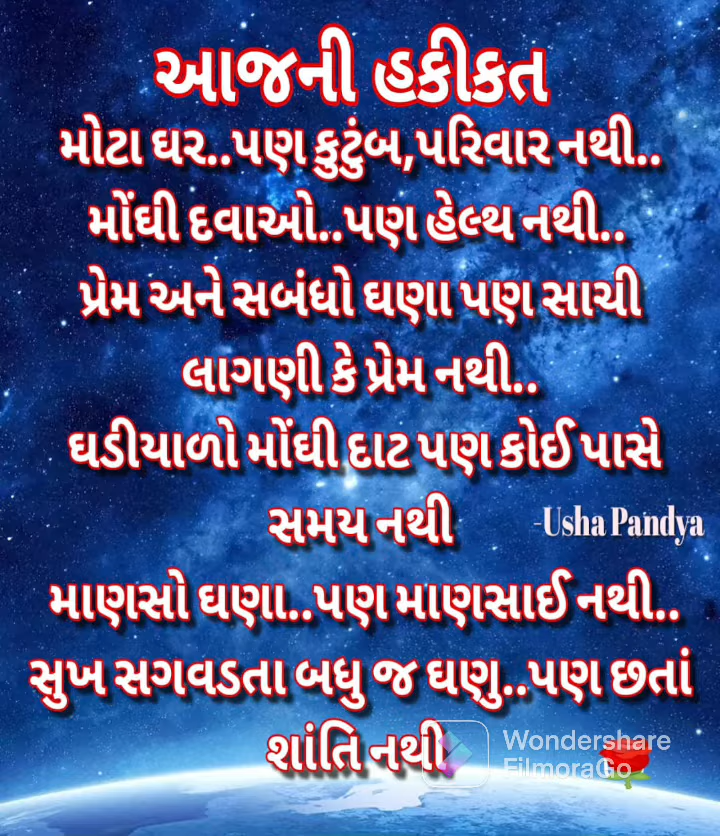 આજની હકીકત
મોટા ઘર..પણ કુટુંબ,પરિવાર નથી..
મોંઘી દવાઓ..પણ હેલ્થ નથી..
પ્રેમ અને સબંધો ઘણા પણ સાચી
લાગણી કે પ્રેમ નથી..
ઘડીયાળો મોંઘી દાટ પણ કોઈ પાસે
સમય નથી
-Usha Pandya
માણસો ઘણા..પણ માણસાઈ નથી..
સુખ સગવડતા બધુ જ ઘણુ..પણ છતાં
શાંતિ નથી
Wondershare
FilmoraGo